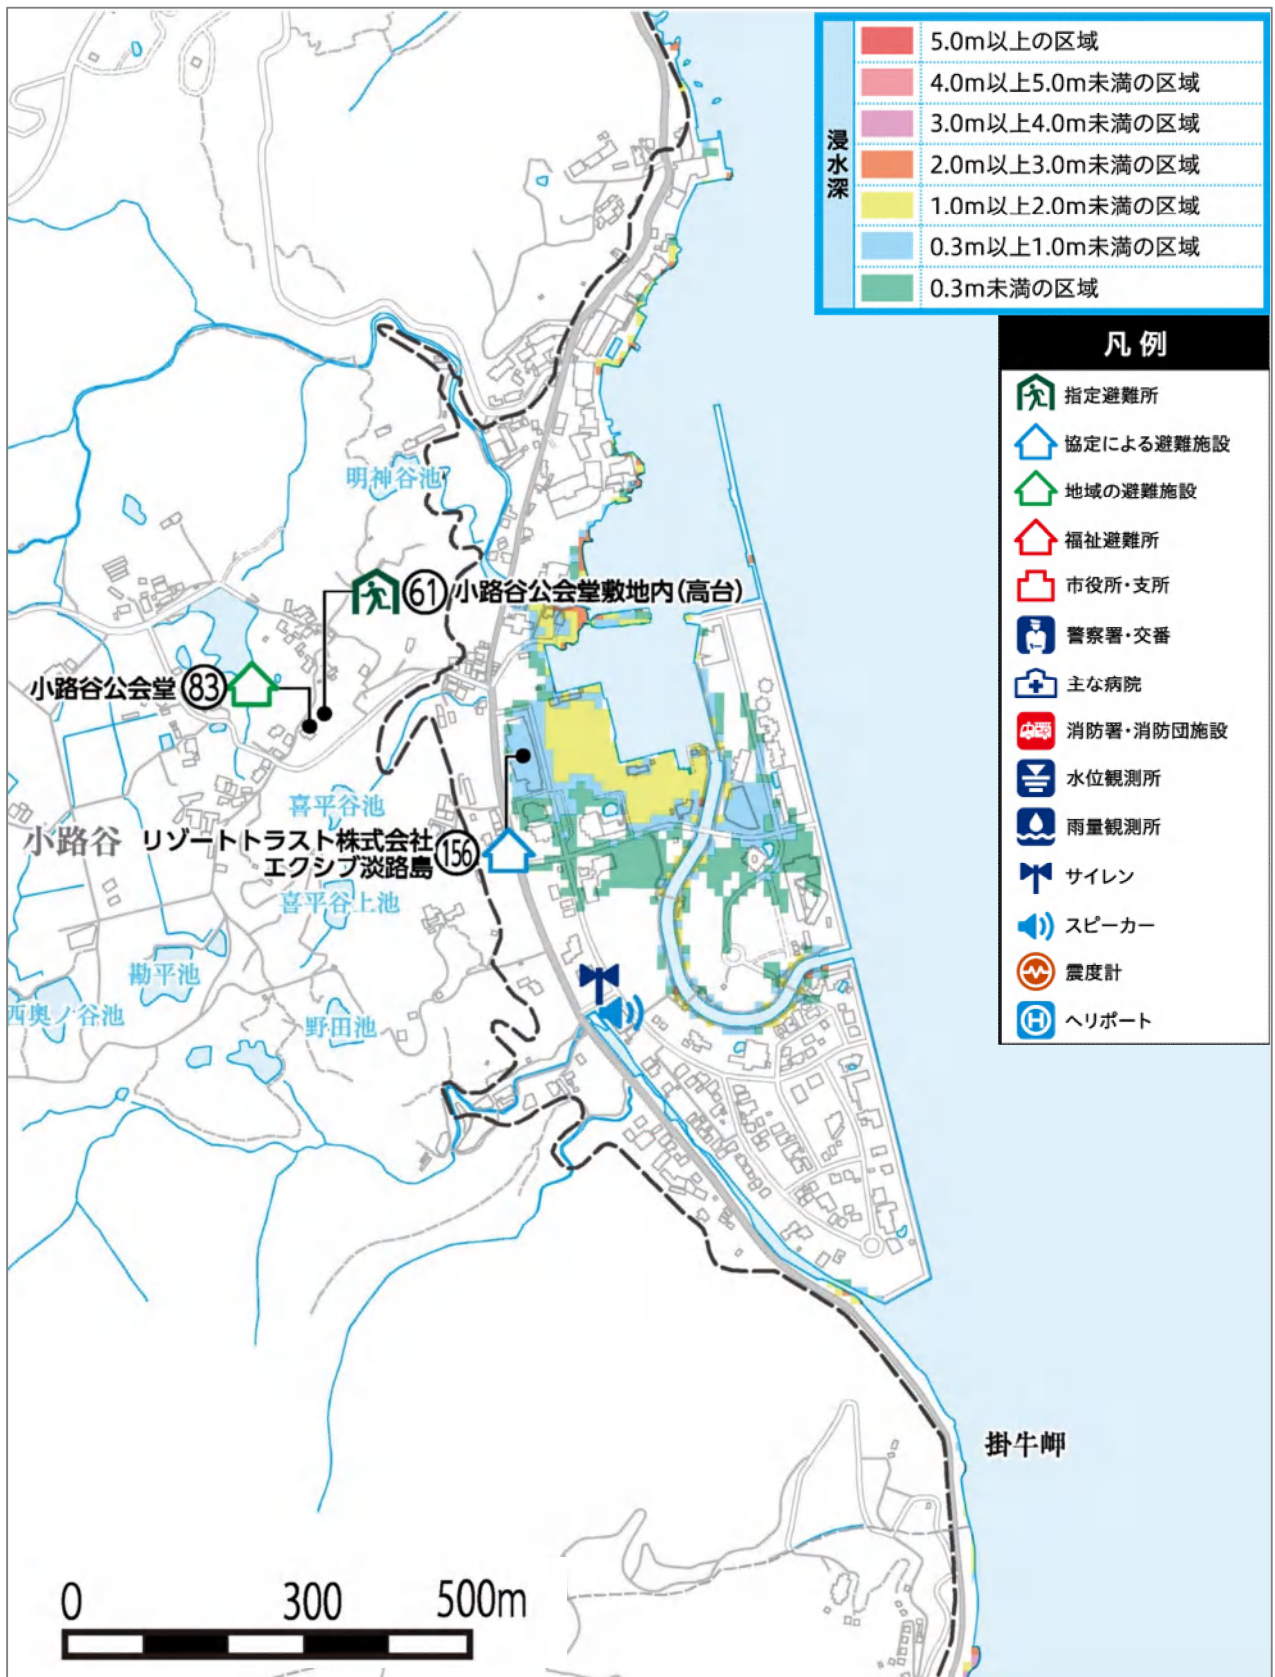 浸水深
5.0m以上の区域
4.0m以上5.0m未満の区域
3.0m以上4.0m未満の区域
2.0m以上3.0m未満の区域
1.0m以上2.0m未満の区域
0.3m以上1.0m未満の区域
0.3m未満の区域
凡例
指定避難所
協定による避難施設
地域の避難施設
福祉避難所
市役所・支所
警察署・交番
主な病院
消防署・消防団施設
水位観測所
雨量観測所
サイレン
スピーカー
震度計
ヘリポート
明神谷池
61 小路谷公会堂敷地内(高台)
小路谷公会堂 83
喜平谷池
小路谷
リゾートトラスト株式会社
エクシブ淡路島
156
喜平谷上池
勘平池
西奥ノ谷池
野田池
掛牛岬
0 300 500m